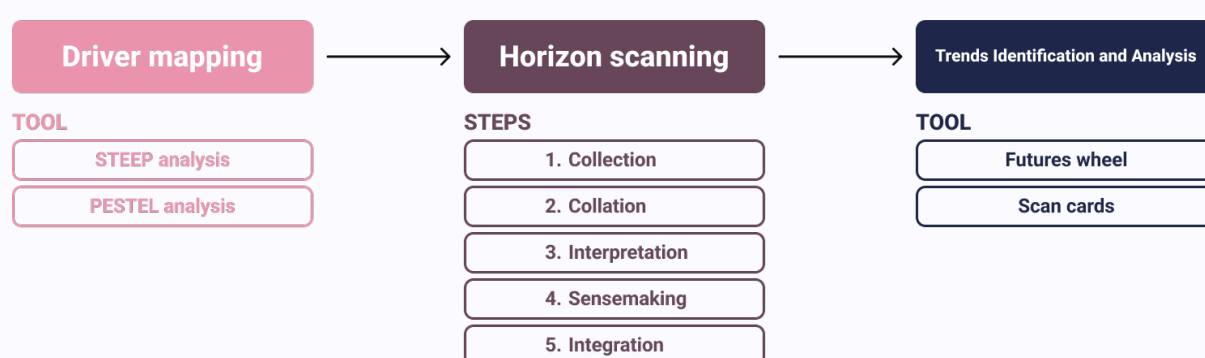 Driver mapping
TOOL
STEEP analysis
PESTEL analysis
Horizon scanning
STEPS
1. Collection
2. Collation
3. Interpretation
4. Sensemaking
5. Integration
Trends Identification and Analysis
TOOL
Futures wheel
Scan cards